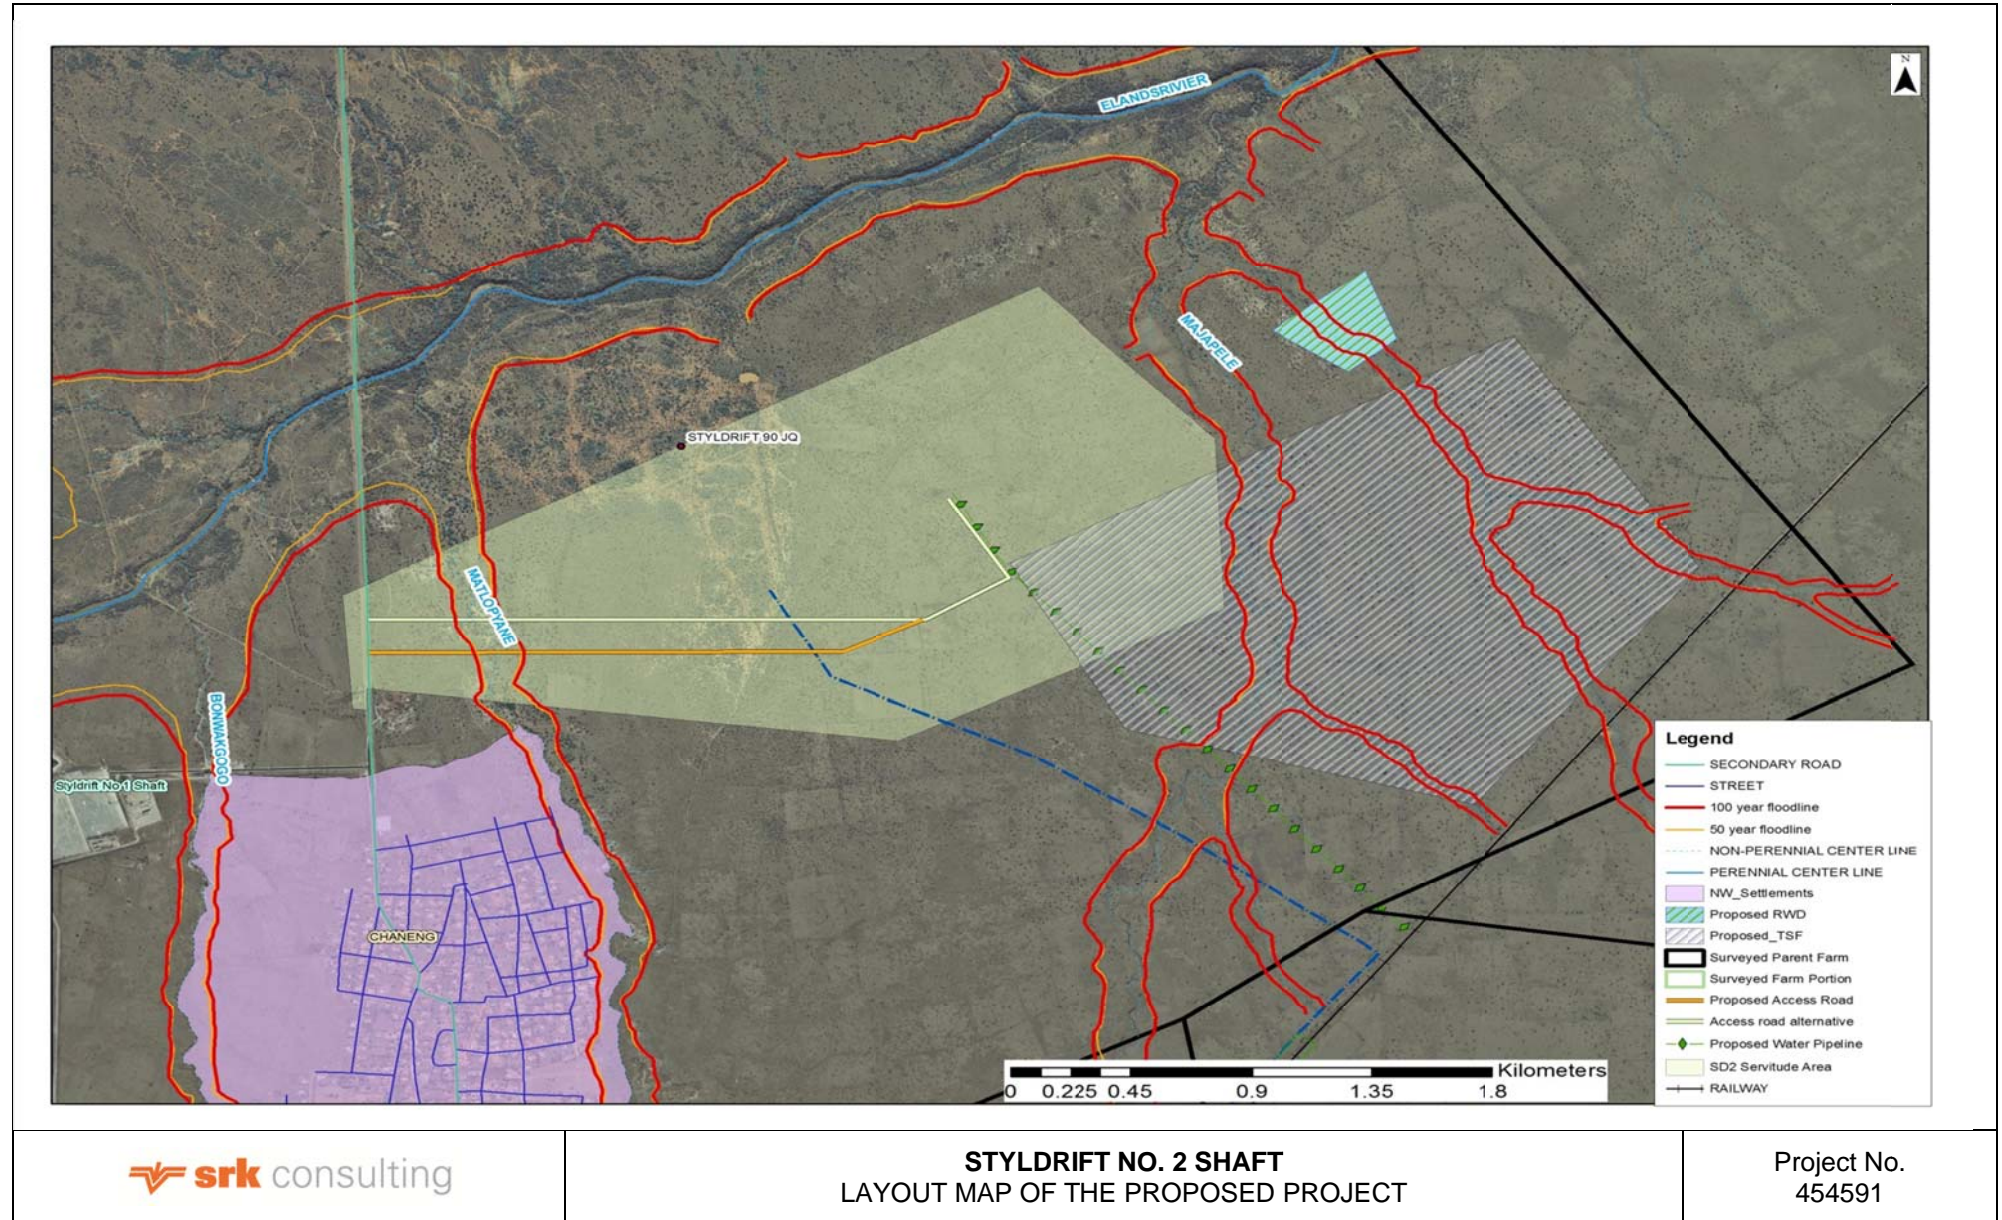 N
ELANDSRIVIER
MAJAPELE
STYLDRIFT 90 JQ
MATLOPYANE
BONWAKGOGO
Styldrift No 1 Shaft
CHANENG
Legend
SECONDARY ROAD
STREET
100 year floodline
50 year floodline
NON-PERENNIAL CENTER LINE
PERENNIAL CENTER LINE
NW_Settlements
Proposed RWD
Proposed_TSF
Surveyed Parent Farm
Surveyed Farm Portion
Proposed Access Road
Access road alternative
Proposed Water Pipeline
SD2 Servitude Area
RAILWAY
Kilometers
0 0.225 0.45 0.9 1.35 1.8
srk consulting
STYLDRIFT NO. 2 SHAFT
LAYOUT MAP OF THE PROPOSED PROJECT
Project No.
454591